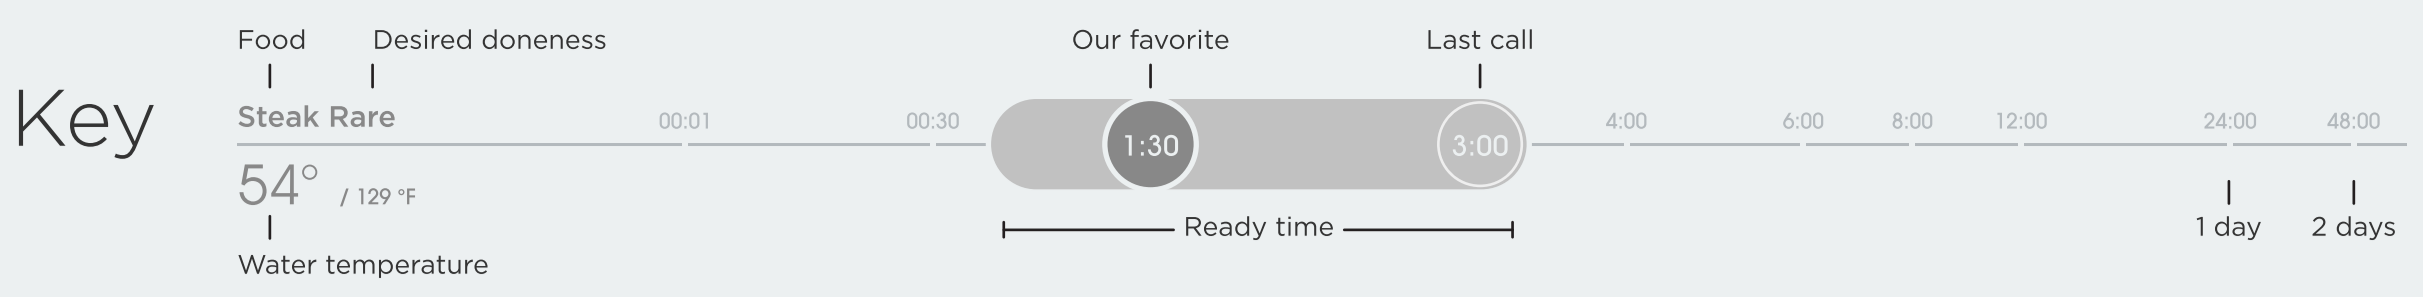 Key
Food
Desired doneness
Steak Rare
54° / 129 °F
Water temperature
00:01
00:30
Our favorite
1:30
Last call
3:00
Ready time
4:00
6:00
8:00
12:00
24:00
48:00
1 day
2 days